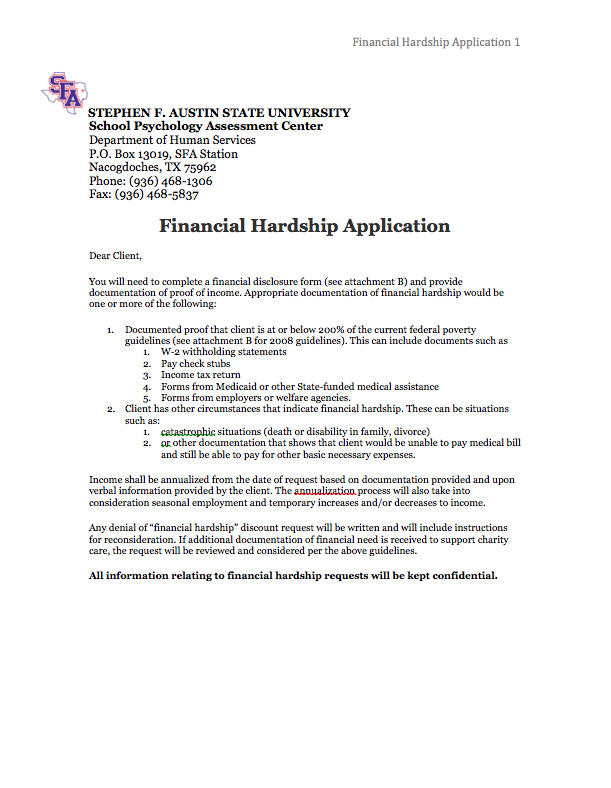 Financial Hardship Application 1
SFA
STEPHEN F. AUSTIN STATE UNIVERSITY
School Psychology Assessment Center
Department of Human Services
P.O. Box 13019, SFA Station
Nacogdoches, TX 75962
Phone: (936) 468-1306
Fax: (936) 468-5837
Financial Hardship Application
Dear Client,
You will need to complete a financial disclosure form (see attachment B) and provide
documentation of proof of income. Appropriate documentation of financial hardship would be
one or more of the following:
1. Documented proof that client is at or below 200% of the current federal poverty
guidelines (see attachment B for 2008 guidelines). This can include documents such as
1. W-2 withholding statements
2. Pay check stubs
3. Income tax return
4. Forms from Medicaid or other State-funded medical assistance
5. Forms from employers or welfare agencies.
2. Client has other circumstances that indicate financial hardship. These can be situations
such as:
1. catastrophic situations (death or disability in family, divorce)
2. or other documentation that shows that client would be unable to pay medical bill
and still be able to pay for other basic necessary expenses.
Income shall be annualized from the date of request based on documentation provided and upon
verbal information provided by the client. The annualization process will also take into
consideration seasonal employment and temporary increases and/or decreases to income.
Any denial of “financial hardship” discount request will be written and will include instructions
for reconsideration. If additional documentation of financial need is received to support charity
care, the request will be reviewed and considered per the above guidelines.
All information relating to financial hardship requests will be kept confidential.